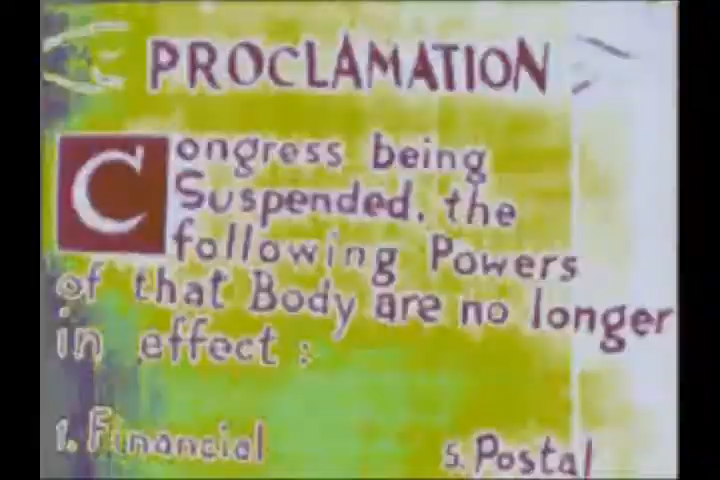 PROCLAMATION
Congress being
Suspended, the
following Powers
of that Body are no longer
in effect :
1. Financial
5. Postal